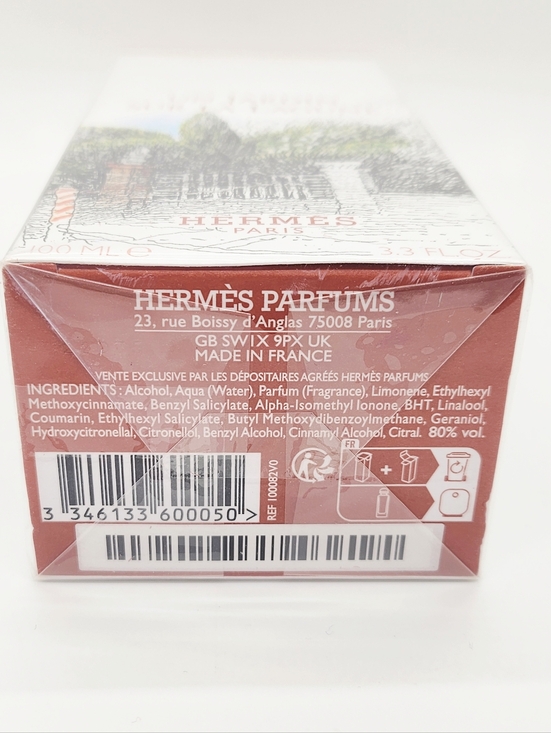 HERMÈS
PARIS
100 ML ℮
3.3 FL.OZ
HERMÈS PARFUMS
23, rue Boissy d'Anglas 75008 Paris
GB SW1X 9PX UK
MADE IN FRANCE
VENTE EXCLUSIVE PAR LES DÉPOSITAIRES AGRÉÉS HERMÈS PARFUMS
INGREDIENTS : Alcohol, Aqua (Water), Parfum (Fragrance), Limonene, Ethylhexyl
Methoxycinnamate, Benzyl Salicylate, Alpha-Isomethyl Ionone, BHT, Linalool,
Coumarin, Ethylhexyl Salicylate, Butyl Methoxydibenzoylmethane, Geraniol,
Hydroxycitronellal, Citronellol, Benzyl Alcohol, Cinnamyl Alcohol, Citral. 80% vol.
FR
+
REF 100082V0
3 346133 600050 >